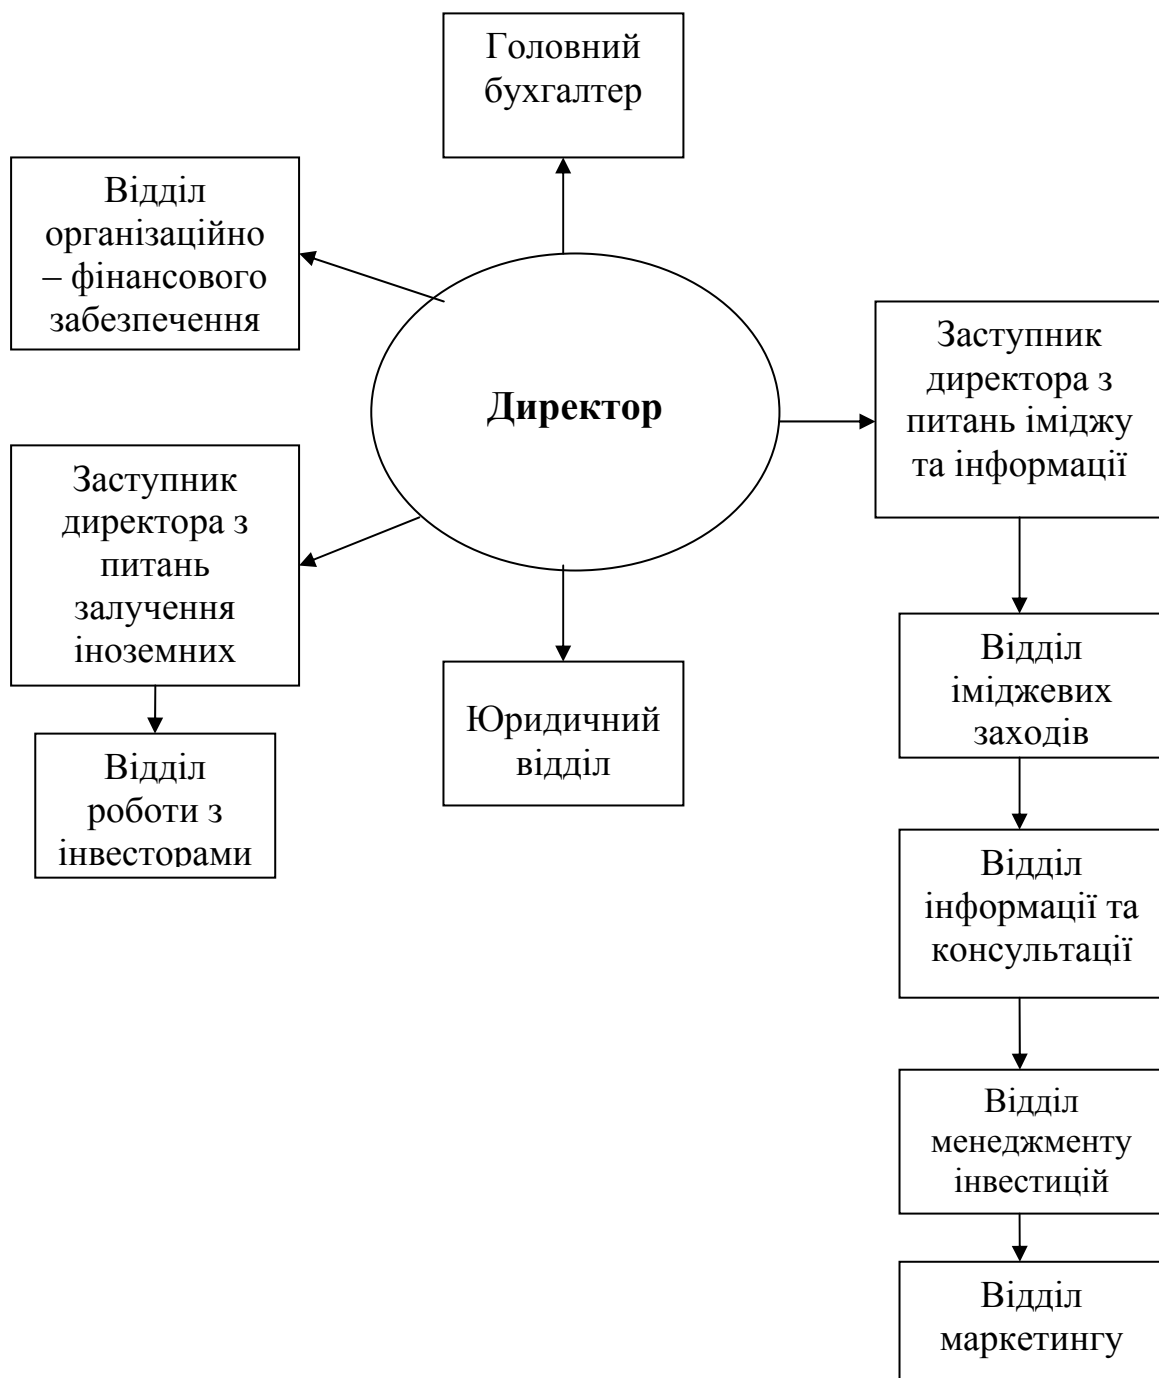 Головний
бухгалтер
Відділ
організаційно
– фінансового
забезпечення
Директор
Заступник
директора з
питань іміджу
та інформації
Заступник
директора з
питань
залучення
іноземних
Юридичний
відділ
Відділ
іміджевих
заходів
Відділ
роботи з
інвесторами
Відділ
інформації та
консультації
Відділ
менеджменту
інвестицій
Відділ
маркетингу